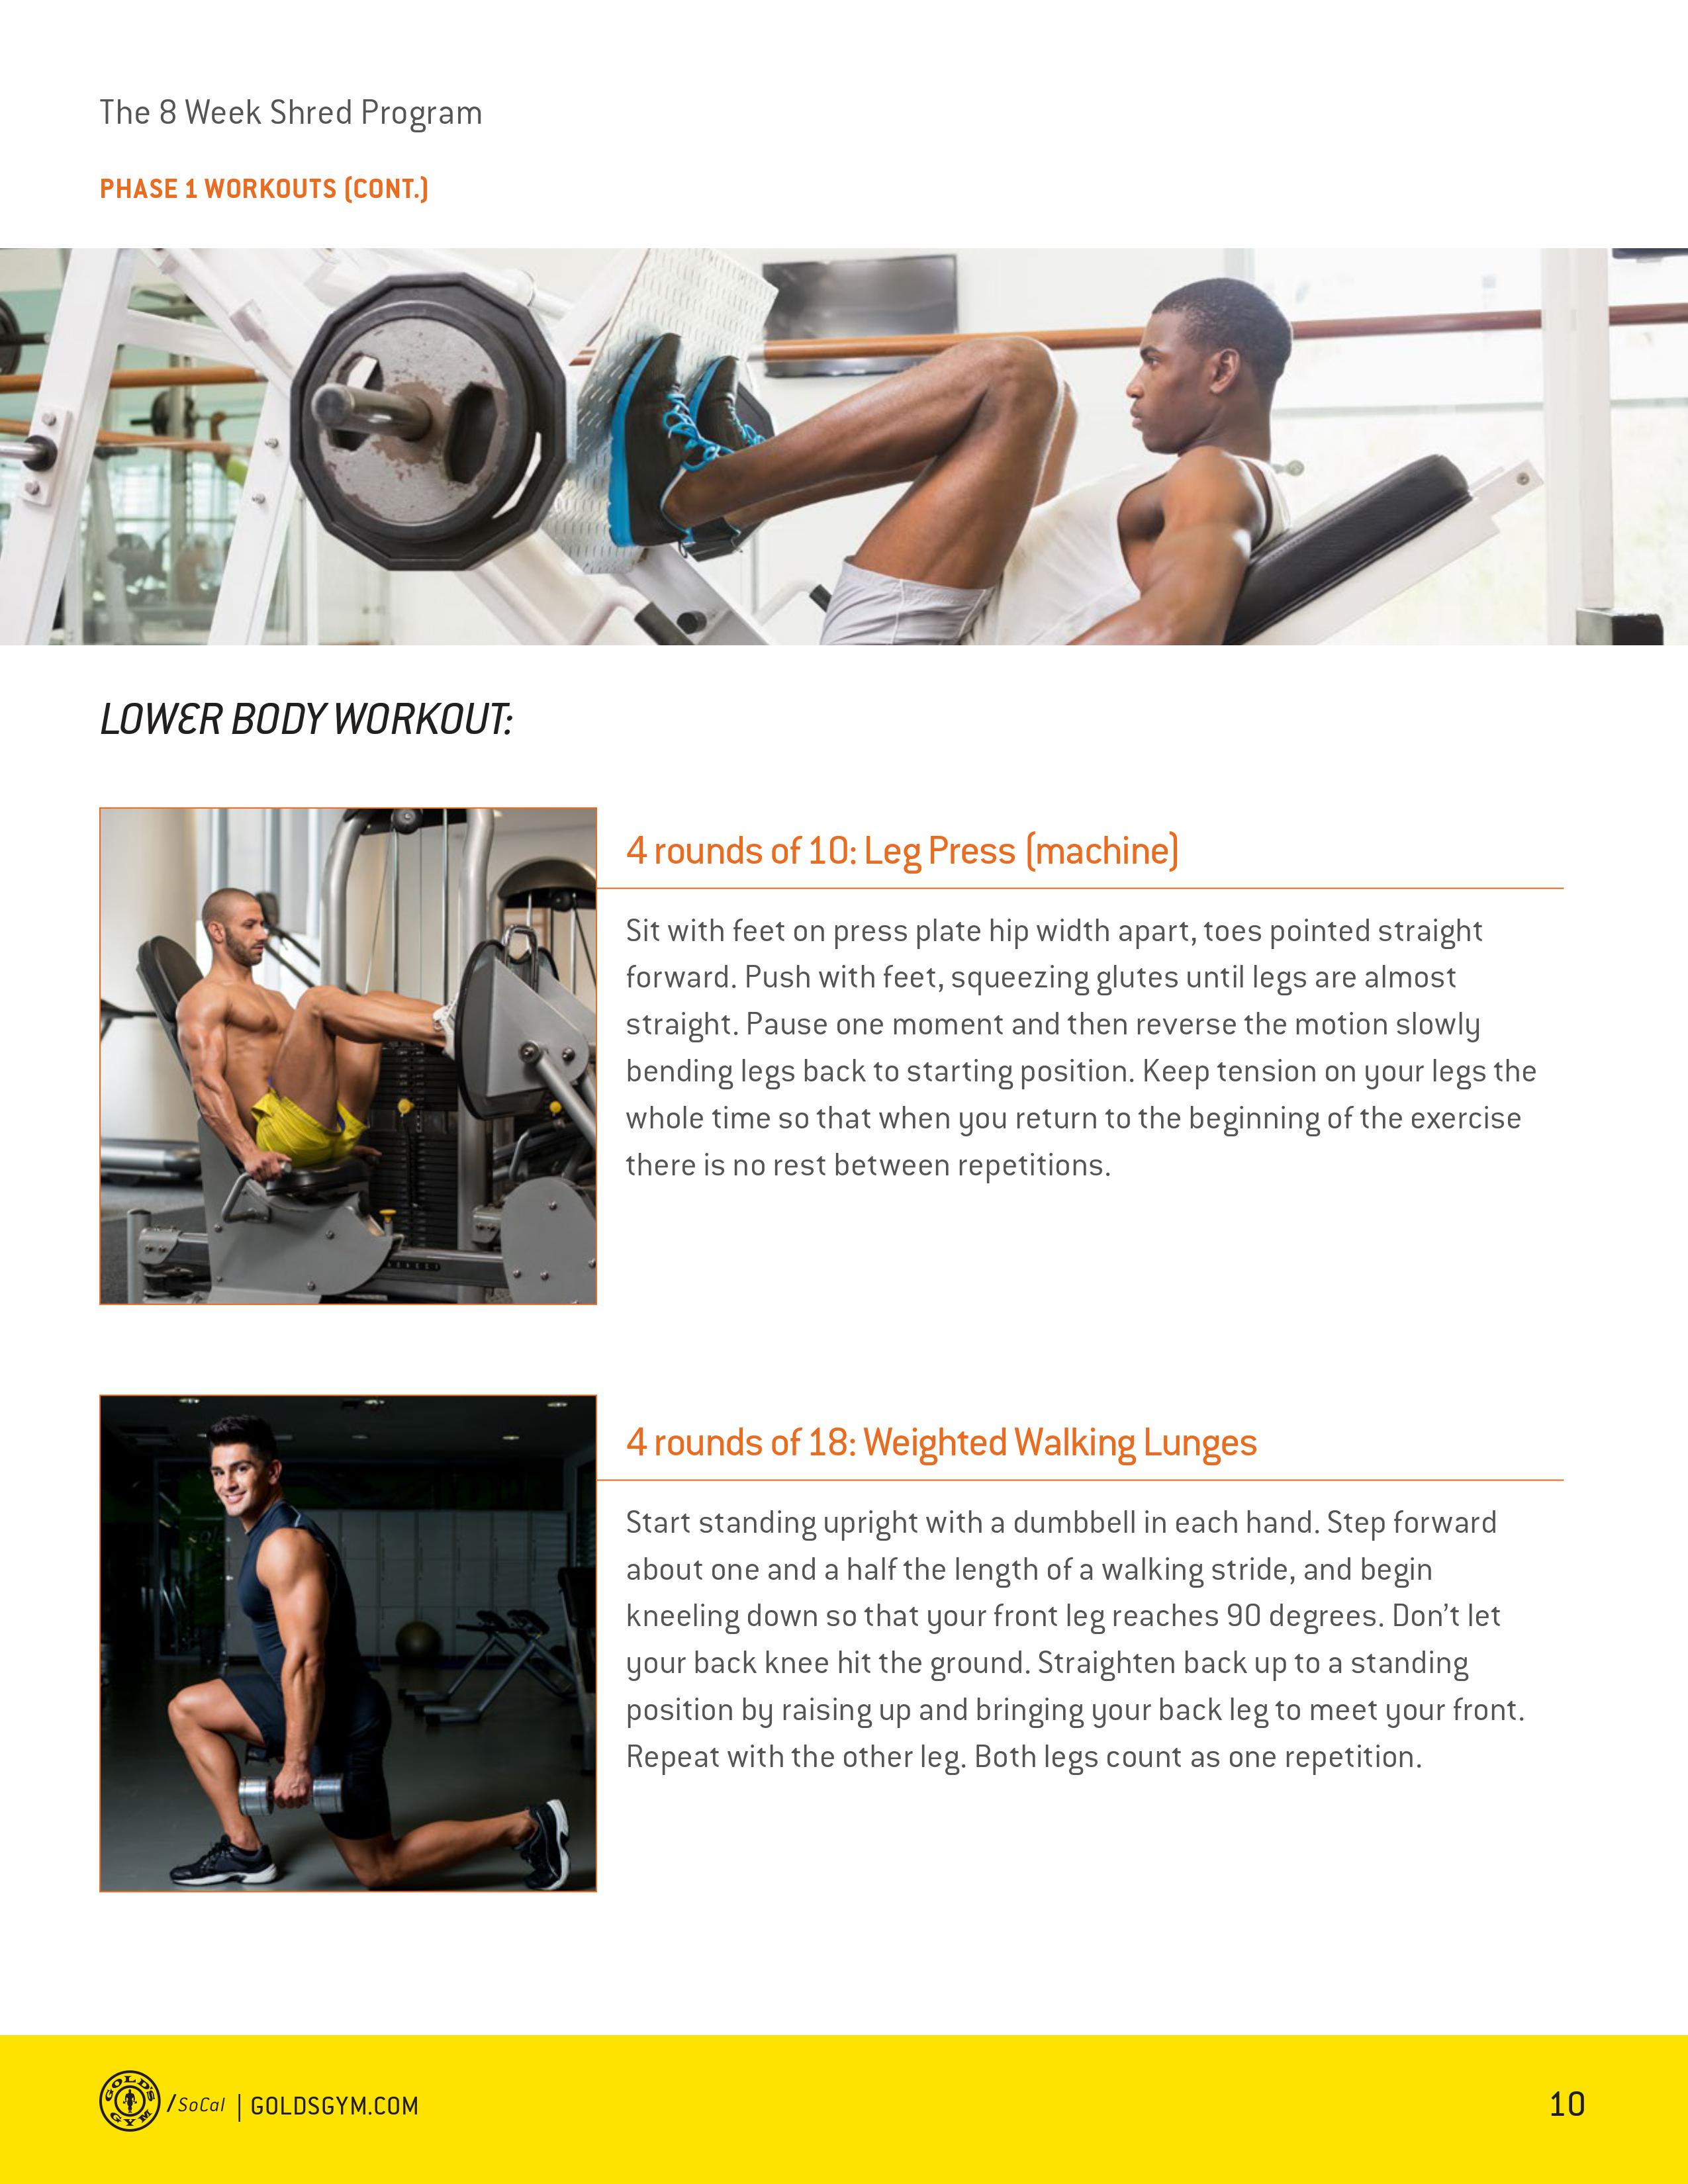 The 8 Week Shred Program
PHASE 1 WORKOUTS (CONT.)
LOWER BODY WORKOUT:
4 rounds of 10: Leg Press (machine)
Sit with feet on press plate hip width apart, toes pointed straight
forward. Push with feet, squeezing glutes until legs are almost
straight. Pause one moment and then reverse the motion slowly
bending legs back to starting position. Keep tension on your legs the
whole time so that when you return to the beginning of the exercise
there is no rest between repetitions.
4 rounds of 18: Weighted Walking Lunges
Start standing upright with a dumbbell in each hand. Step forward
about one and a half the length of a walking stride, and begin
kneeling down so that your front leg reaches 90 degrees. Don’t let
your back knee hit the ground. Straighten back up to a standing
position by raising up and bringing your back leg to meet your front.
Repeat with the other leg. Both legs count as one repetition.
GOLD'S GYM
/SoCal | GOLDSGYM.COM
10